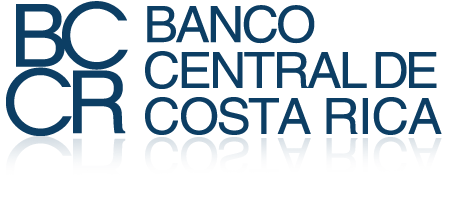 BC
CR
BANCO
CENTRAL DE
COSTA RICA